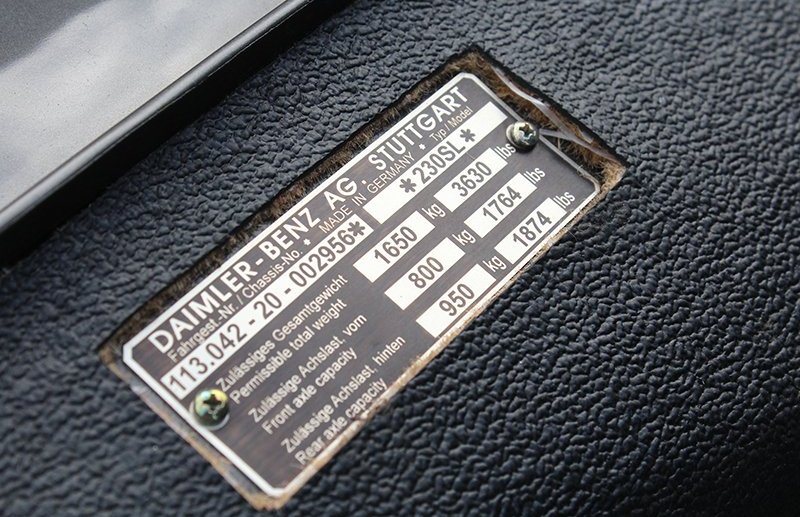 DAIMLER-BENZ AG. STUTTGART
Fahrgest.-Nr. / Chassis-No. • MADE IN GERMANY • Typ / Model
113.042 - 20 - 002956* *230SL*
Zulässiges Gesamtgewicht
Permissible total weight 1650 kg 3630 lbs
Zulässige Achslast. vorn
Front axle capacity 800 kg 1764 lbs
Zulässige Achslast, hinten
Rear axle capacity 950 kg 1874 lbs